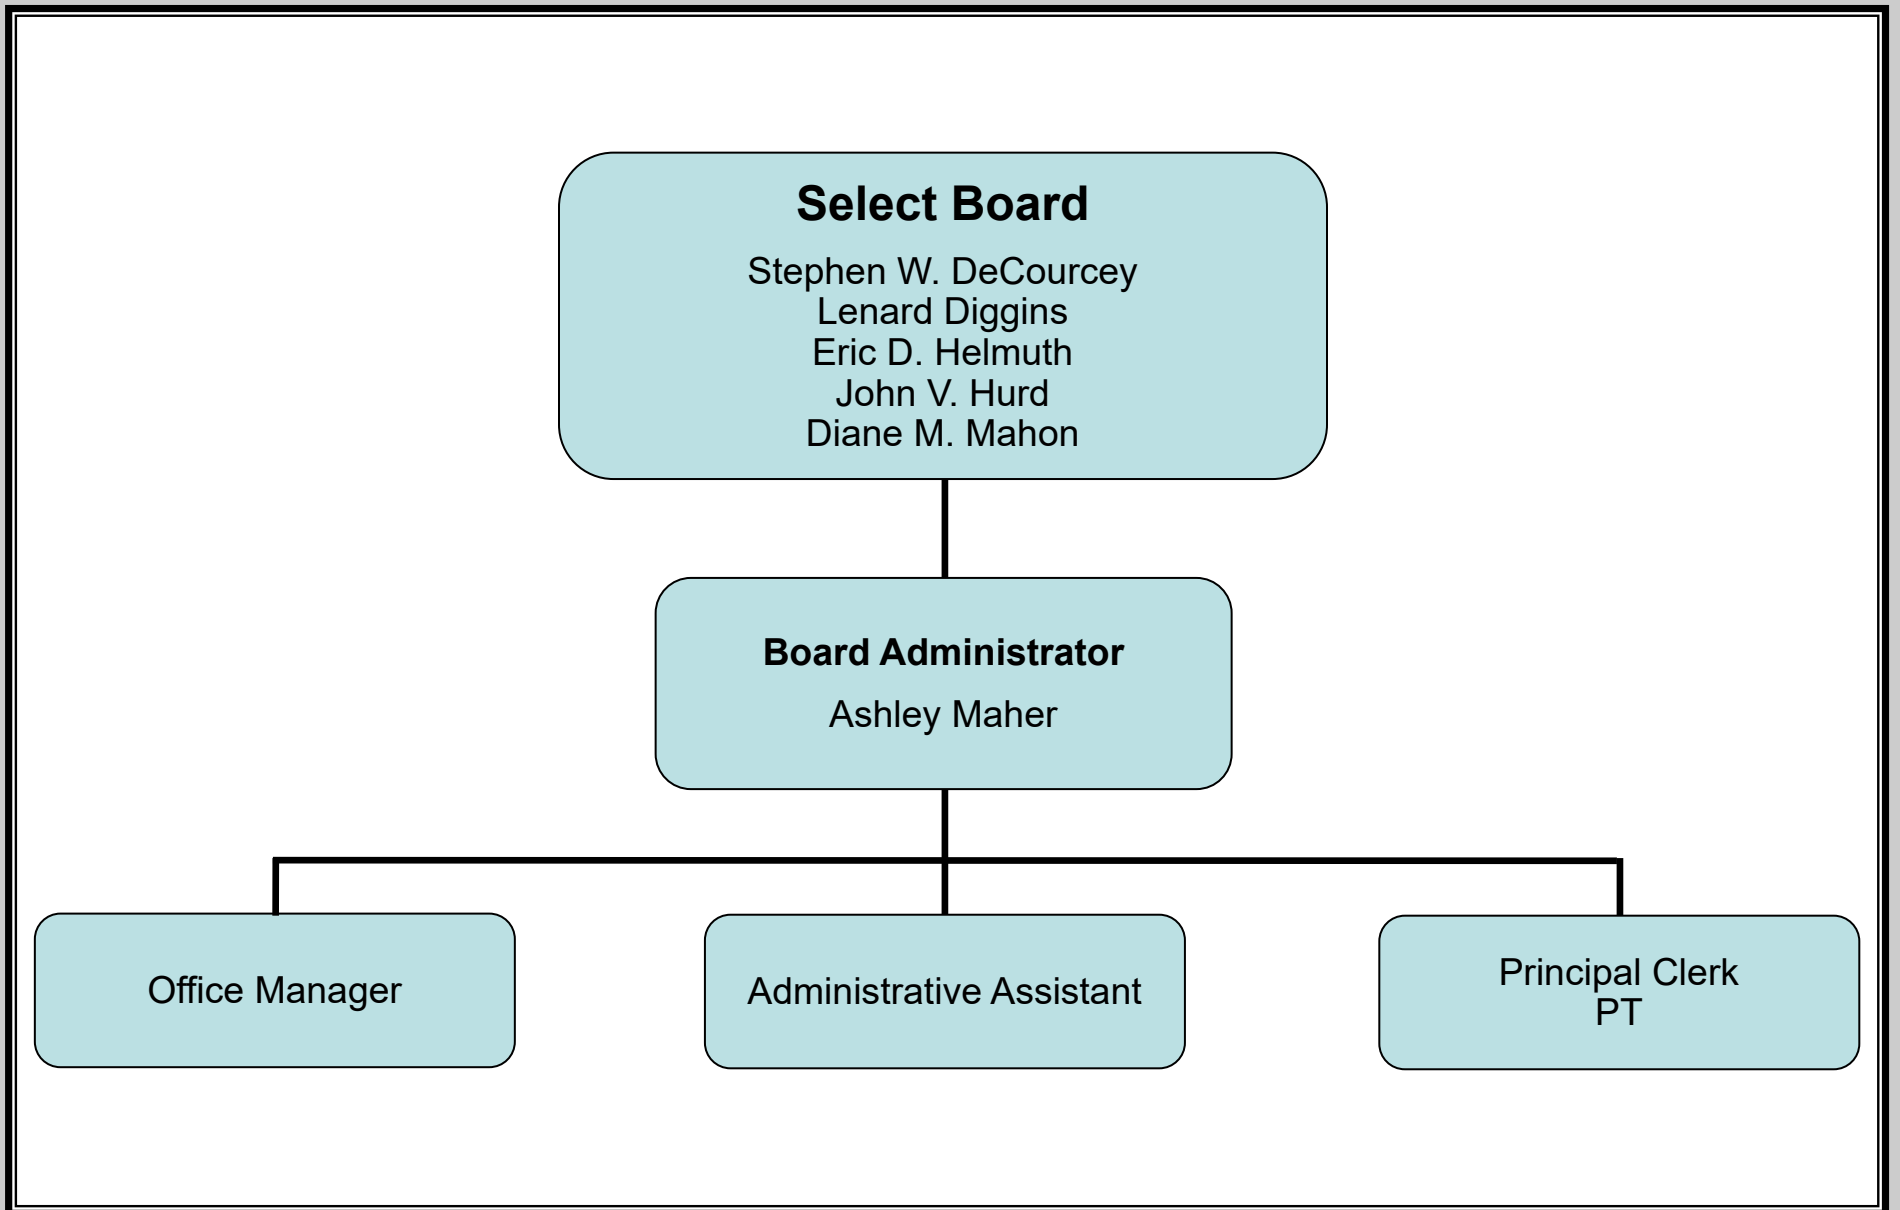 Select Board
Stephen W. DeCourcey
Lenard Diggins
Eric D. Helmuth
John V. Hurd
Diane M. Mahon
Board Administrator
Ashley Maher
Office Manager
Administrative Assistant
Principal Clerk
PT